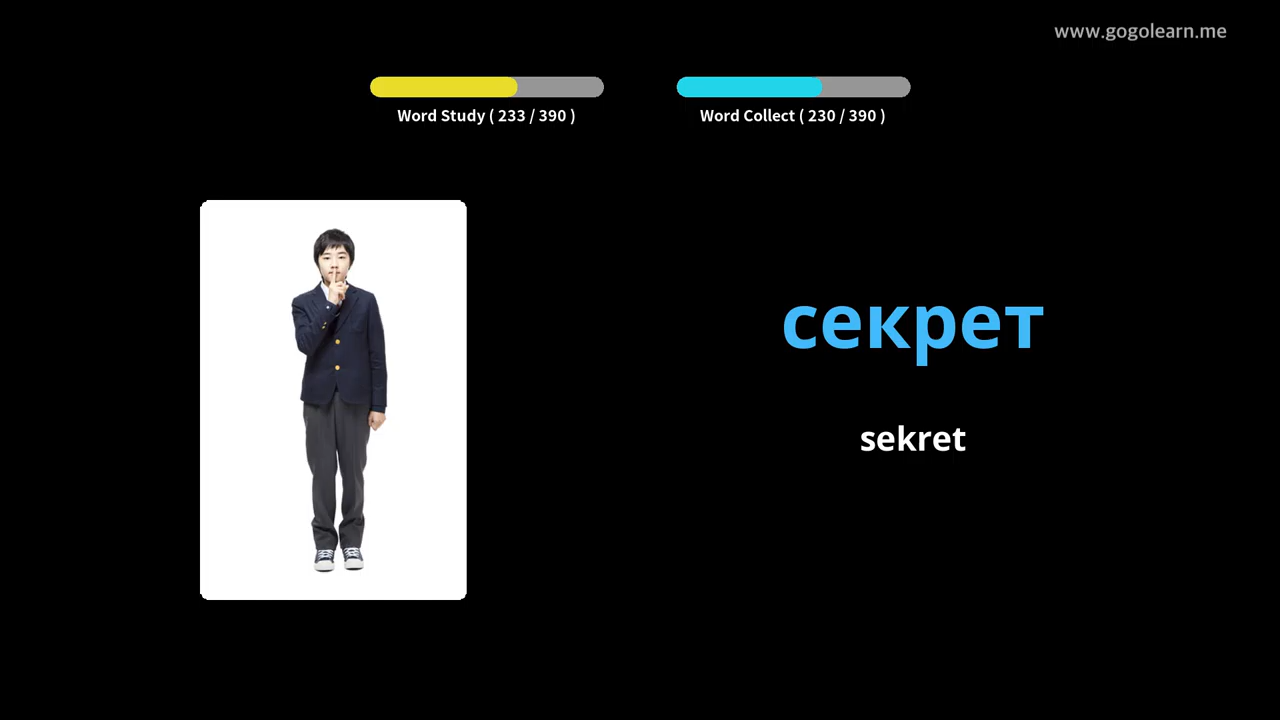 www.gogolearn.me
Word Study ( 233 / 390 )
Word Collect ( 230 / 390 )
секрет
sekret